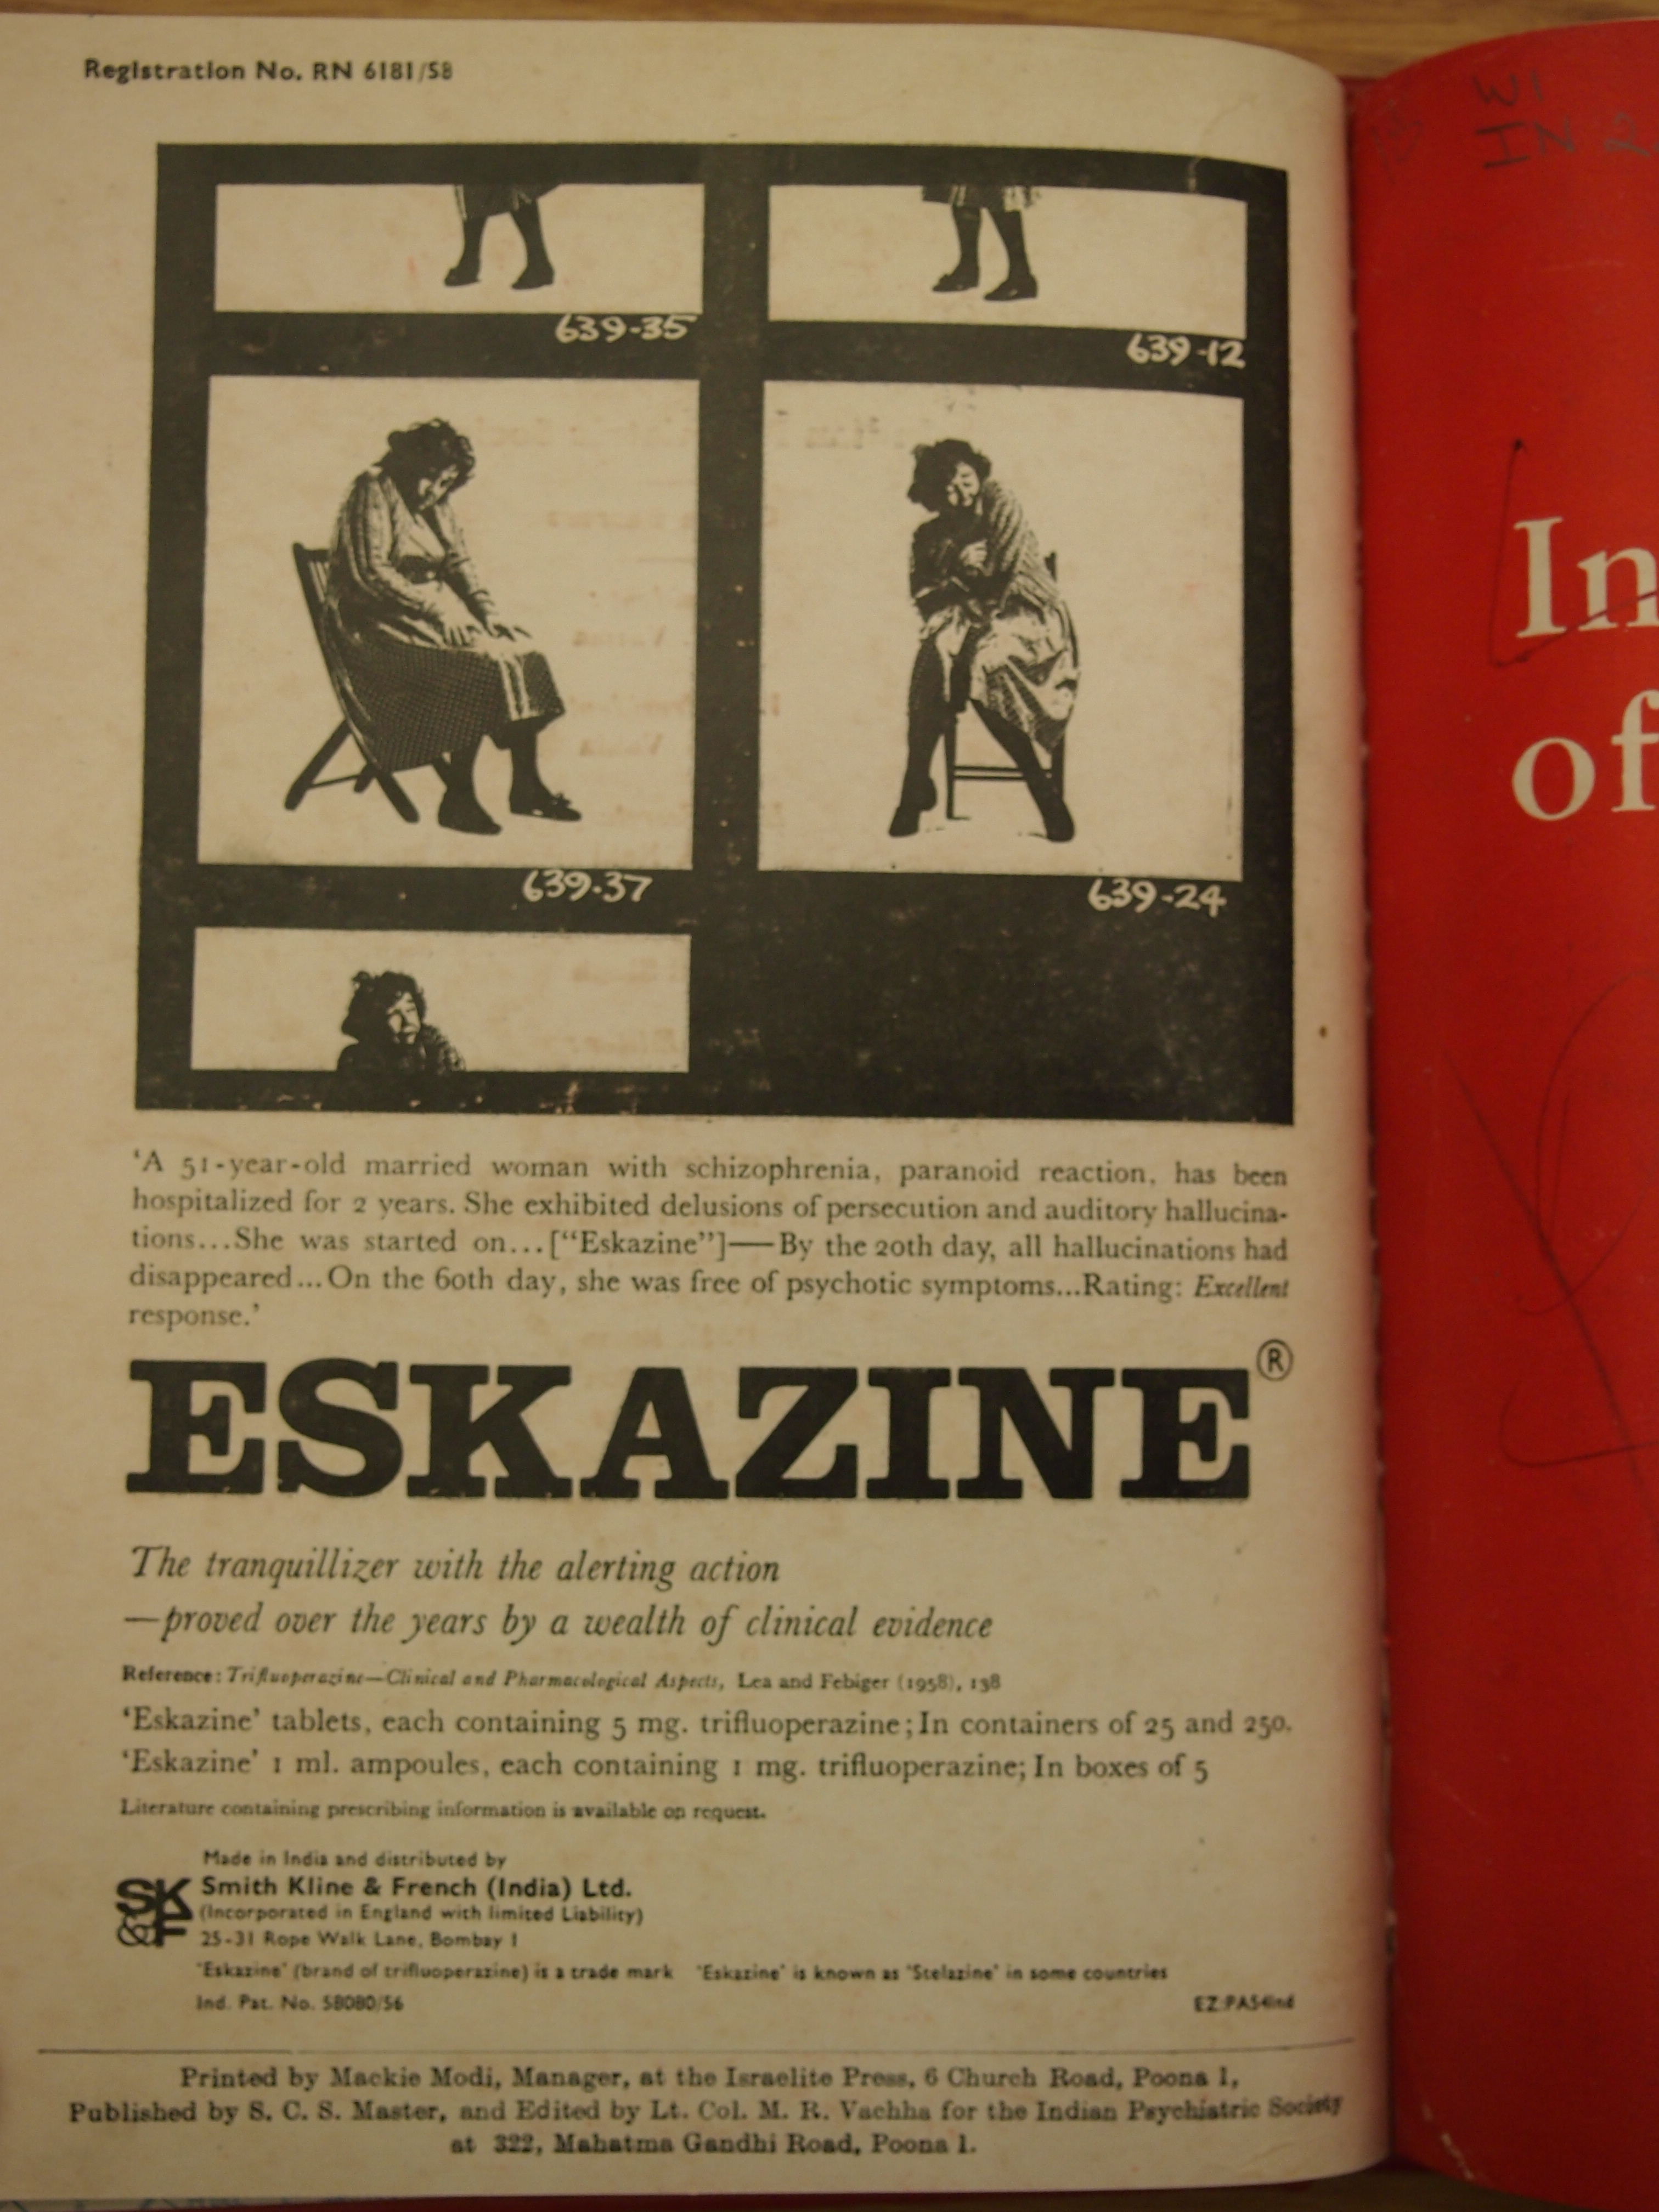 Registration No. RN 6181/58
639-35
639-12
639-37
639-24
‘A 51-year-old married woman with schizophrenia, paranoid reaction, has been
hospitalized for 2 years. She exhibited delusions of persecution and auditory hallucina-
tions...She was started on...[“Eskazine”]—By the 20th day, all hallucinations had
disappeared...On the 60th day, she was free of psychotic symptoms...Rating: Excellent
response.’
ESKAZINE®
The tranquillizer with the alerting action
—proved over the years by a wealth of clinical evidence
Reference: Trifluoperazine—Clinical and Pharmacological Aspects, Lea and Febiger (1958), 138
‘Eskazine’ tablets, each containing 5 mg. trifluoperazine; In containers of 25 and 250.
‘Eskazine’ 1 ml. ampoules, each containing 1 mg. trifluoperazine; In boxes of 5
Literature containing prescribing information is available on request.
Made in India and distributed by
SK&F
Smith Kline & French (India) Ltd.
(Incorporated in England with limited Liability)
25-31 Rope Walk Lane, Bombay 1
‘Eskazine’ (brand of trifluoperazine) is a trade mark ‘Eskazine’ is known as ‘Stelazine’ in some countries
Ind. Pat. No. 58080/56
EZ:PA54Ind
Printed by Mackie Modi, Manager, at the Israelite Press, 6 Church Road, Poona 1,
Published by S. C. S. Master, and Edited by Lt. Col. M. R. Vachha for the Indian Psychiatric Society
at 322, Mahatma Gandhi Road, Poona 1.
W1
IN 2
In
of